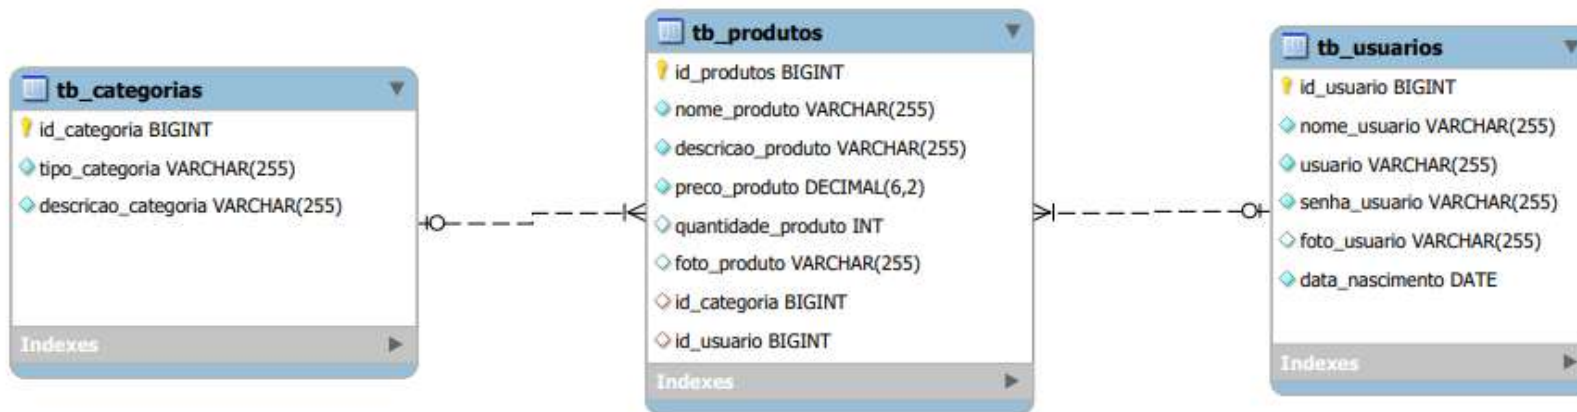 tb_categorias
id_categoria BIGINT
tipo_categoria VARCHAR(255)
descricao_categoria VARCHAR(255)
Indexes
tb_produtos
id_produtos BIGINT
nome_produto VARCHAR(255)
descricao_produto VARCHAR(255)
preco_produto DECIMAL(6,2)
quantidade_produto INT
foto_produto VARCHAR(255)
id_categoria BIGINT
id_usuario BIGINT
Indexes
tb_usuarios
id_usuario BIGINT
nome_usuario VARCHAR(255)
usuario VARCHAR(255)
senha_usuario VARCHAR(255)
foto_usuario VARCHAR(255)
data_nascimento DATE
Indexes